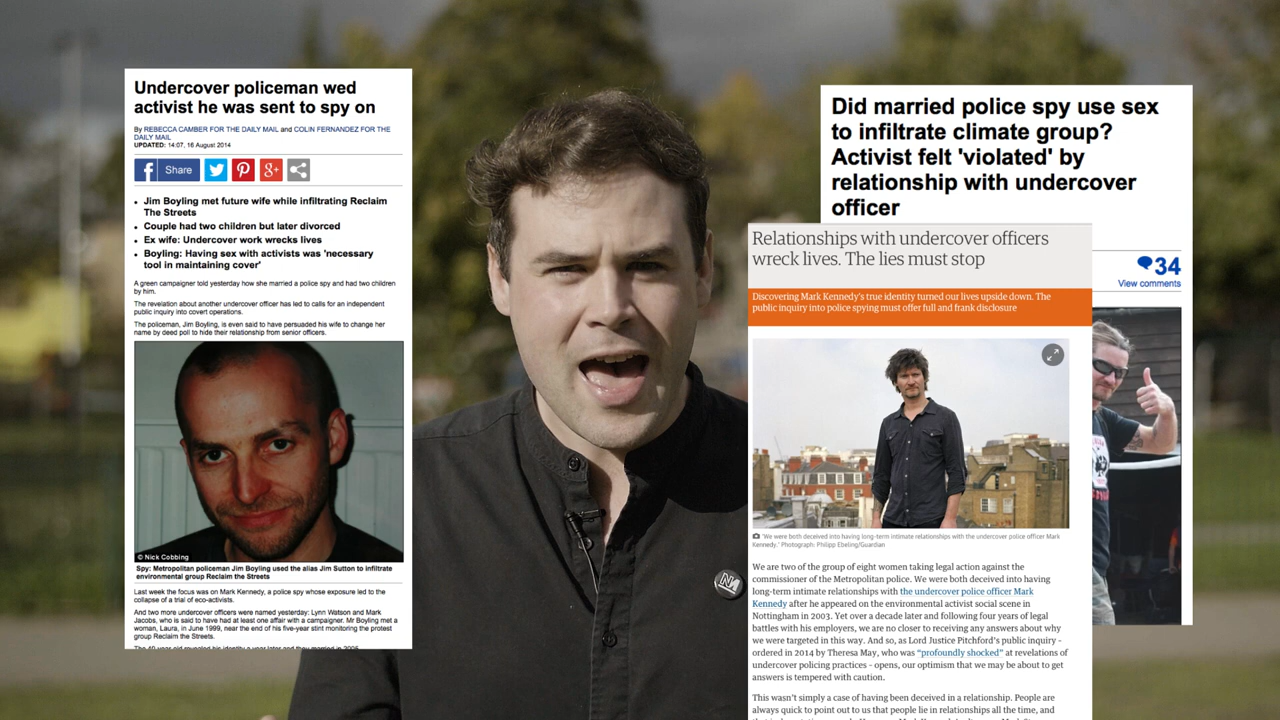 Undercover policeman wed
activist he was sent to spy on
By REBECCA CAMBER FOR THE DAILY MAIL and COLIN FERNANDEZ FOR THE
DAILY MAIL
UPDATED: 14:07, 16 August 2014
f Share
g+
• Jim Boyling met future wife while infiltrating Reclaim
The Streets
• Couple had two children but later divorced
• Ex wife: Undercover work wrecks lives
• Boyling: Having sex with activists was 'necessary
tool in maintaining cover'
A green campaigner told yesterday how she married a police spy and had two children
by him.
The revelation about another undercover officer has led to calls for an independent
public inquiry into covert operations.
The policeman, Jim Boyling, is even said to have persuaded his wife to change her
name by deed poll to hide their relationship from senior officers.
© Nick Cobbing
Spy: Metropolitan policeman Jim Boyling used the alias Jim Sutton to infiltrate
environmental group Reclaim the Streets
Last week the focus was on Mark Kennedy, a police spy whose exposure led to the
collapse of a trial of eco-activists.
And two more undercover officers were named yesterday: Lynn Watson and Mark
Jacobs, who is said to have had at least one affair with a campaigner. Mr Boyling met a
woman, Laura, in June 1999, near the end of his five-year stint monitoring the protest
group Reclaim the Streets.
Did married police spy use sex
to infiltrate climate group?
Activist felt 'violated' by
relationship with undercover
officer
34
View comments
Relationships with undercover officers
wreck lives. The lies must stop
Discovering Mark Kennedy's true identity turned our lives upside down. The
public inquiry into police spying must offer full and frank disclosure
'We were both deceived into having long-term intimate relationships with the undercover police officer Mark
Kennedy.' Photograph: Philipp Ebeling/Guardian
We are two of the group of eight women taking legal action against the
commissioner of the Metropolitan police. We were both deceived into having
long-term intimate relationships with the undercover police officer Mark
Kennedy after he appeared on the environmental activist social scene in
Nottingham in 2003. Yet over a decade later and following four years of legal
battles with his employers, we are no closer to receiving any answers about why
we were targeted in this way. And so, as Lord Justice Pitchford's public inquiry –
ordered in 2014 by Theresa May, who was “profoundly shocked” at revelations of
undercover policing practices – opens, our optimism that we may be about to get
answers is tempered with caution.
This wasn't simply a case of having been deceived in a relationship. People are
always quick to point out to us that people lie in relationships all the time, and